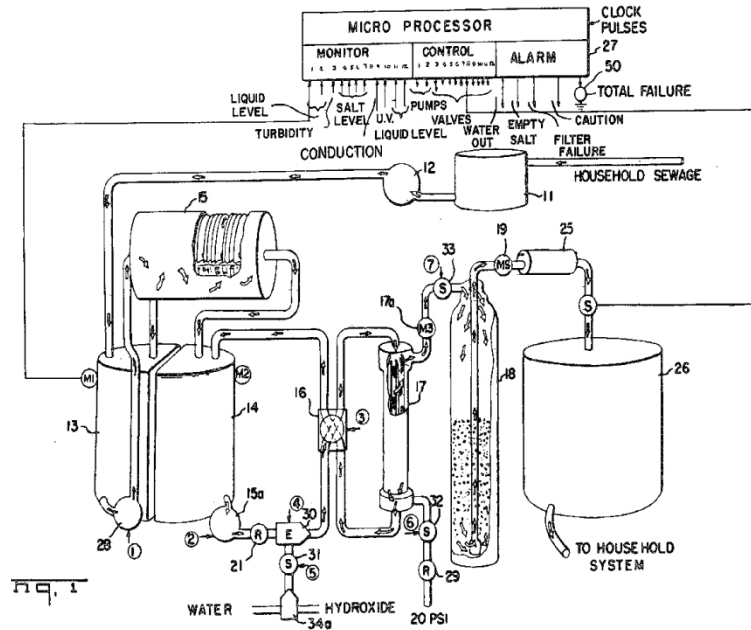 MICRO PROCESSOR
CLOCK
PULSES
MONITOR
CONTROL
ALARM
27
50
TOTAL FAILURE
LIQUID
LEVEL
TURBIDITY
SALT LEVEL
CONDUCTION
U.V.
LIQUID LEVEL
PUMPS
VALVES
WATER
OUT
EMPTY
SALT
FILTER
FAILURE
CAUTION
HOUSEHOLD SEWAGE
12
11
15
19
25
MS
7
33
S
17a
M3
S
M1
M2
13
14
16
3
17
18
26
15a
4
30
28
1
2
R
21
E
31
S
5
6
32
S
R
29
WATER
HYDROXIDE
34a
20 PSI
TO HOUSEHOLD
SYSTEM